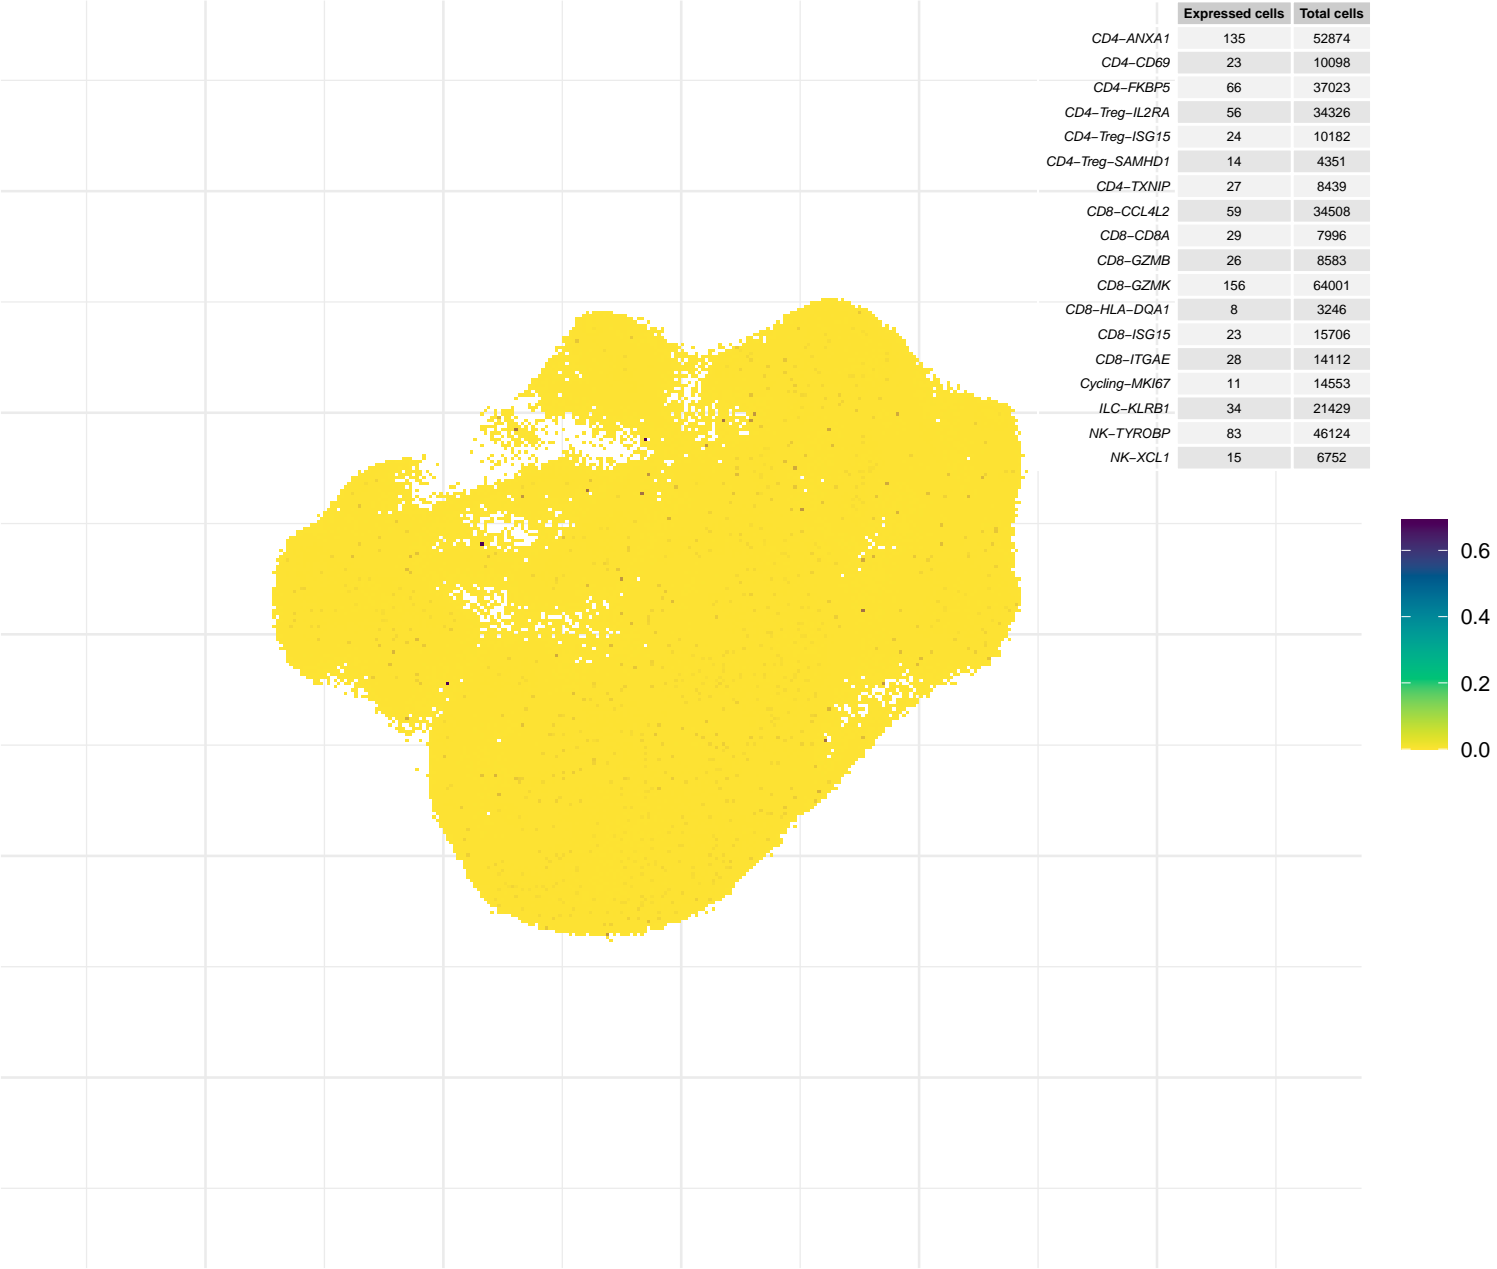 Expressed cells Total cells
CD4−ANXA1 135 52874
CD4−CD69 23 10098
CD4−FKBP5 66 37023
CD4−Treg−IL2RA 56 34326
CD4−Treg−ISG15 24 10182
CD4−Treg−SAMHD1 14 4351
CD4−TXNIP 27 8439
CD8−CCL4L2 59 34508
CD8−CD8A 29 7996
CD8−GZMB 26 8583
CD8−GZMK 156 64001
CD8−HLA−DQA1 8 3246
CD8−ISG15 23 15706
CD8−ITGAE 28 14112
Cycling−MKI67 11 14553
ILC−KLRB1 34 21429
NK−TYROBP 83 46124
NK−XCL1 15 6752
0.6
0.4
0.2
0.0